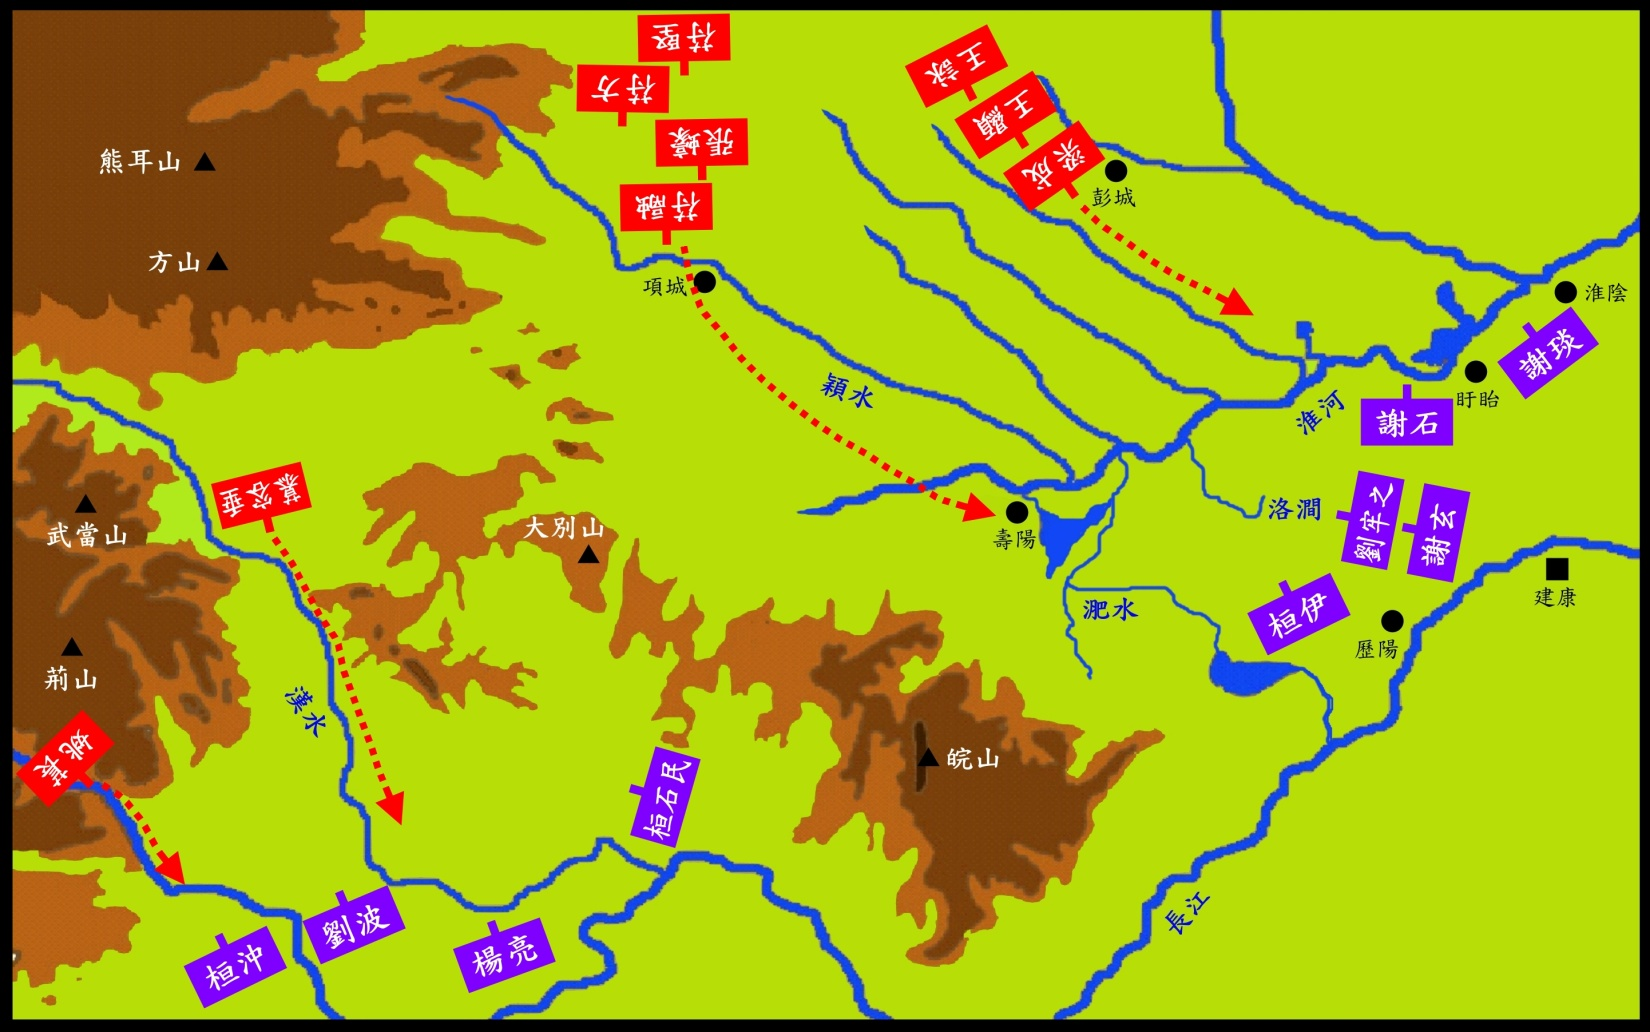 苻堅
苻方
張蠔
苻融
王詠
王顯
梁成
彭城
熊耳山
方山
項城
淮陰
謝琰
盱眙
謝石
淮河
穎水
慕容垂
武當山
大別山
壽陽
洛澗
劉牢之
謝玄
建康
淝水
桓伊
歷陽
荊山
漢水
姚萇
皖山
桓石民
長江
劉波
楊亮
桓沖